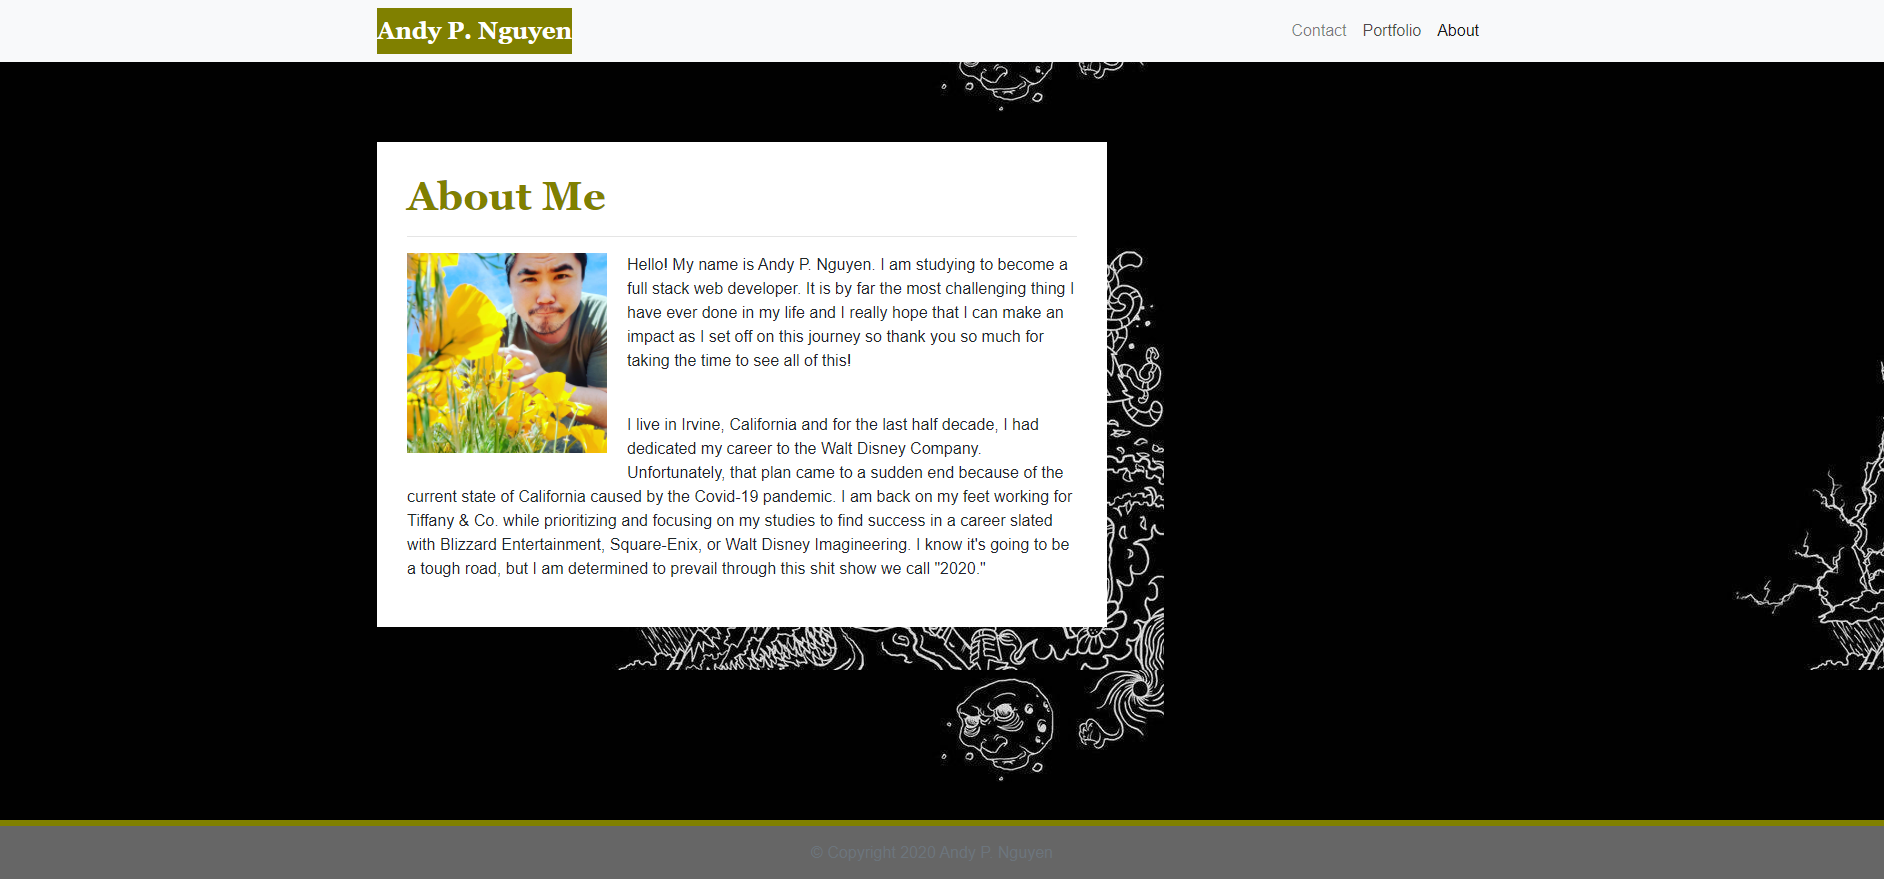 Andy P. Nguyen
Contact Portfolio About
About Me
Hello! My name is Andy P. Nguyen. I am studying to become a
full stack web developer. It is by far the most challenging thing I
have ever done in my life and I really hope that I can make an
impact as I set off on this journey so thank you so much for
taking the time to see all of this!
I live in Irvine, California and for the last half decade, I had
dedicated my career to the Walt Disney Company.
Unfortunately, that plan came to a sudden end because of the
current state of California caused by the Covid-19 pandemic. I am back on my feet working for
Tiffany & Co. while prioritizing and focusing on my studies to find success in a career slated
with Blizzard Entertainment, Square-Enix, or Walt Disney Imagineering. I know it's going to be
a tough road, but I am determined to prevail through this shit show we call "2020."
© Copyright 2020 Andy P. Nguyen